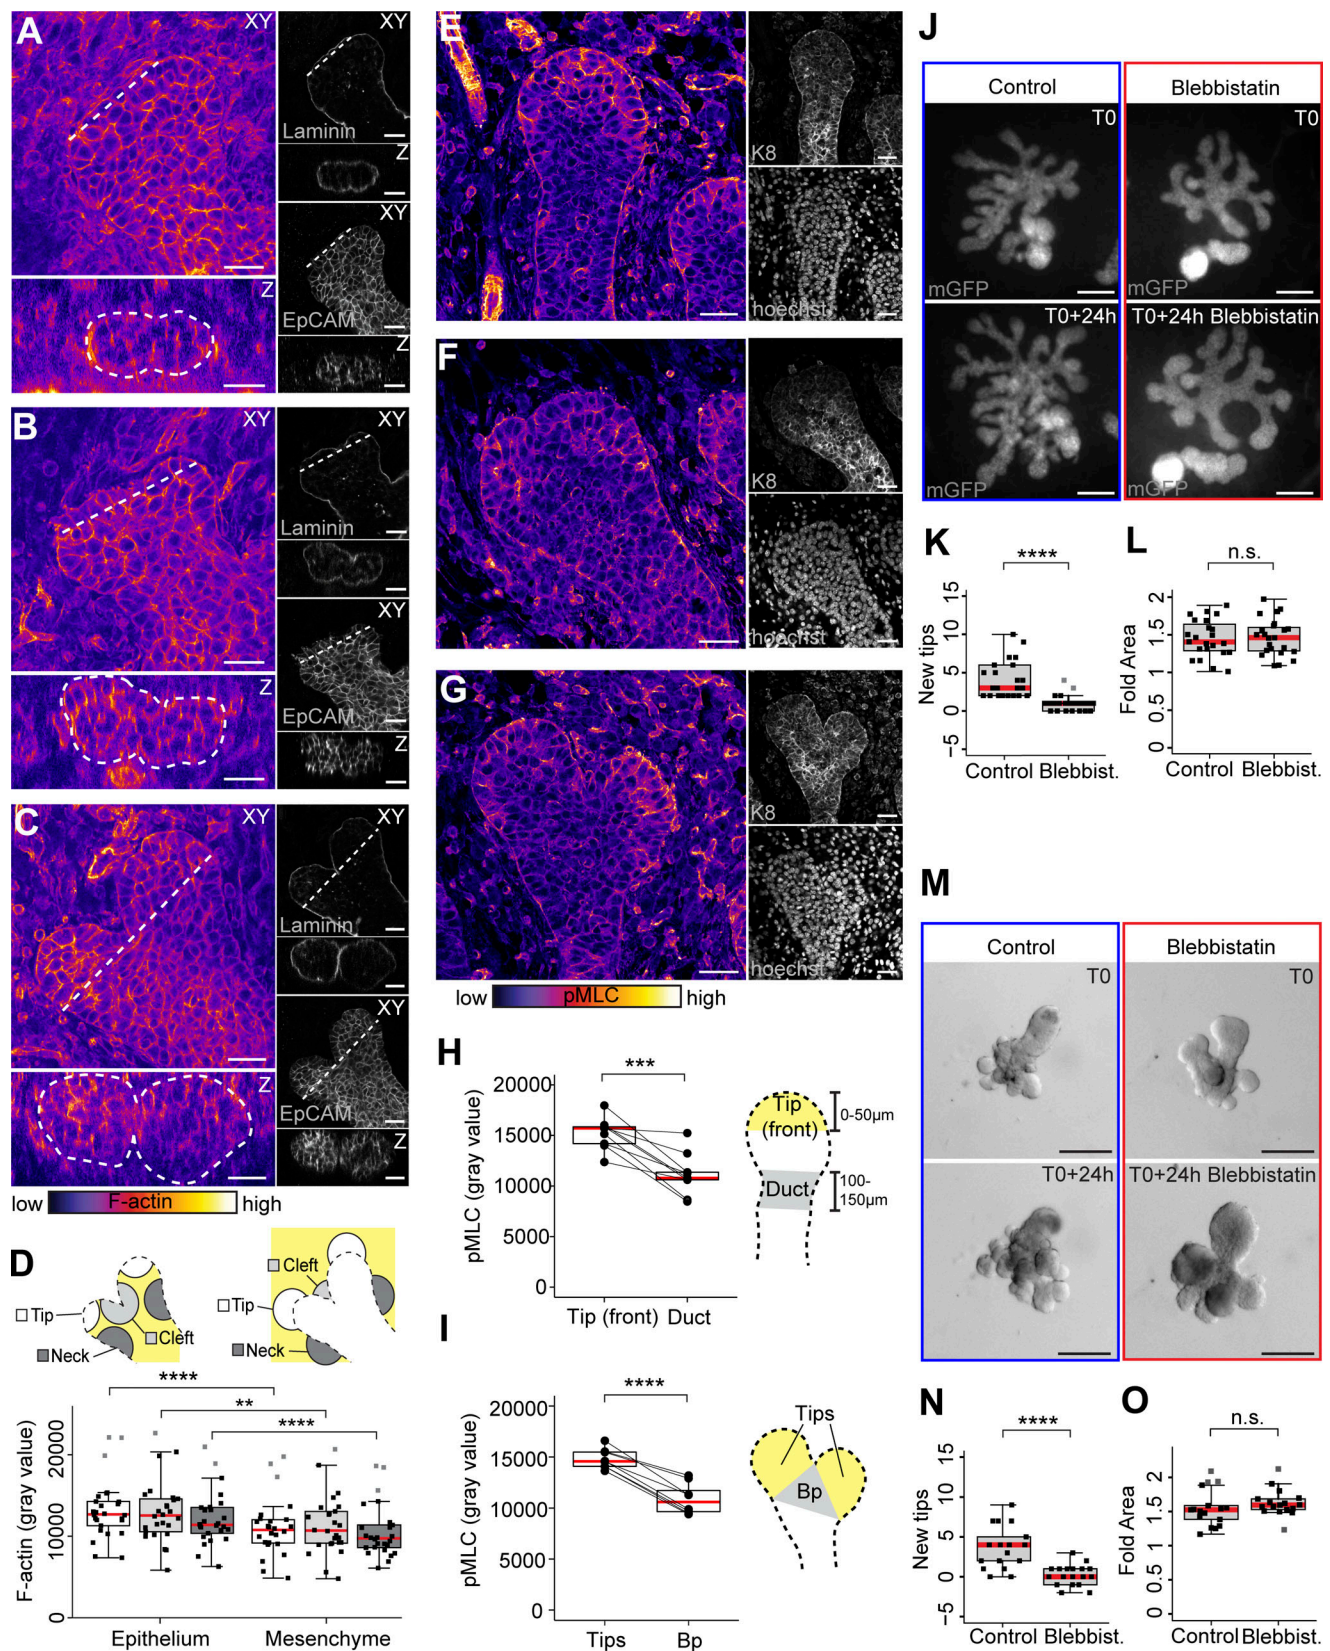 A
XY
XY
Laminin
Z
XY
Z
EpCAM
Z
B
XY
XY
Laminin
XY
Z
EpCAM
Z
C
XY
XY
Laminin
XY
Z
EpCAM
Z
low F-actin high
D
Tip
Cleft
Neck
Cleft
Tip
Neck
****
**
****
F-actin (gray value)
20000
10000
0
Epithelium Mesenchyme
E
K8
hoechst
F
K8
hoechst
G
K8
hoechst
low pMLC high
H
***
pMLC (gray value)
20000
15000
10000
5000
0
Tip (front) Duct
Tip
(front)
0-50µm
Duct
100-
150µm
I
****
pMLC (gray value)
20000
15000
10000
5000
0
Tips Bp
Tips
Bp
J
Control
Blebbistatin
T0
T0
mGFP
mGFP
T0+24h
T0+24h Blebbistatin
mGFP
mGFP
K
****
New tips
15
10
5
0
−5
Control Blebbist.
L
n.s.
Fold Area
2
1.5
1
0.5
0
Control Blebbist.
M
Control
Blebbistatin
T0
T0
T0+24h
T0+24h Blebbistatin
N
****
New tips
15
10
5
0
−5
Control Blebbist.
O
n.s.
Fold Area
2
1.5
1
0.5
0
Control Blebbist.